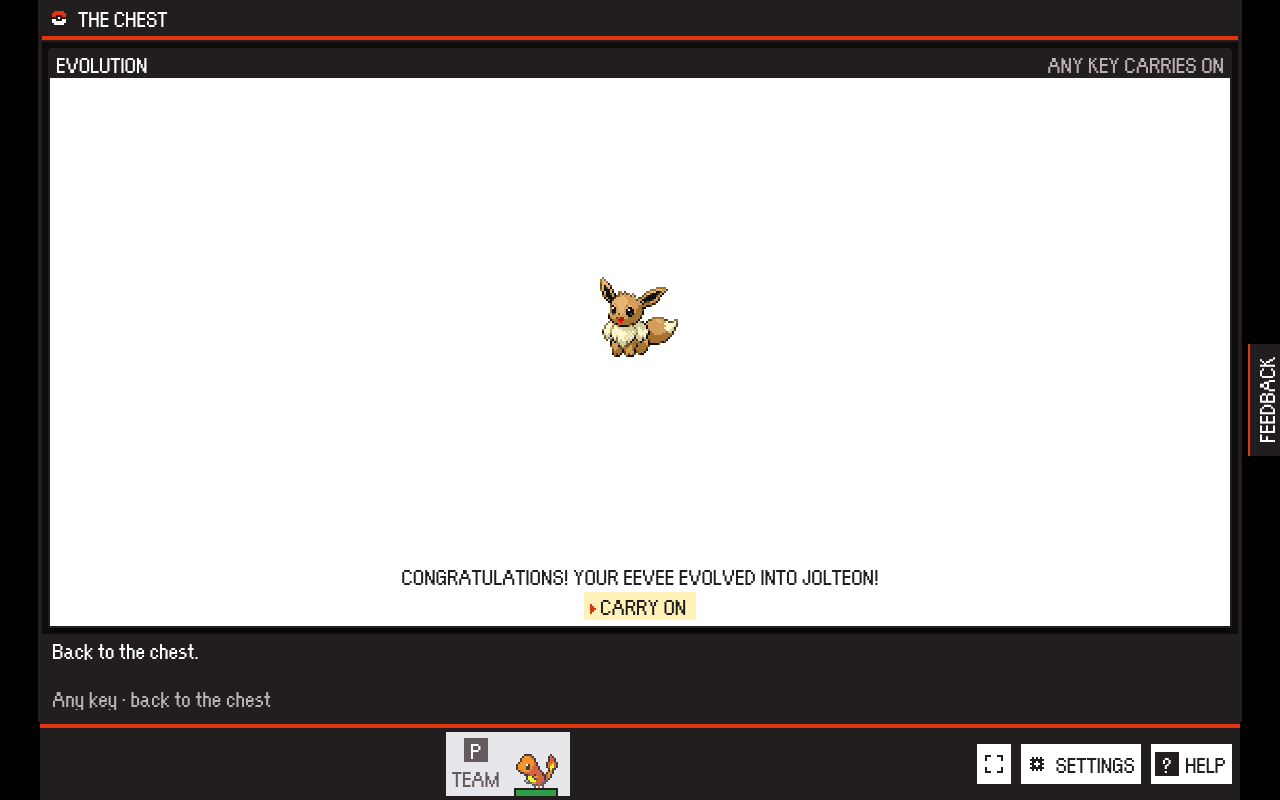 THE CHEST
EVOLUTION
ANY KEY CARRIES ON
FEEDBACK
CONGRATULATIONS! YOUR EEVEE EVOLVED INTO JOLTEON!
CARRY ON
Back to the chest.
Any key · back to the chest
P
TEAM
SETTINGS
? HELP